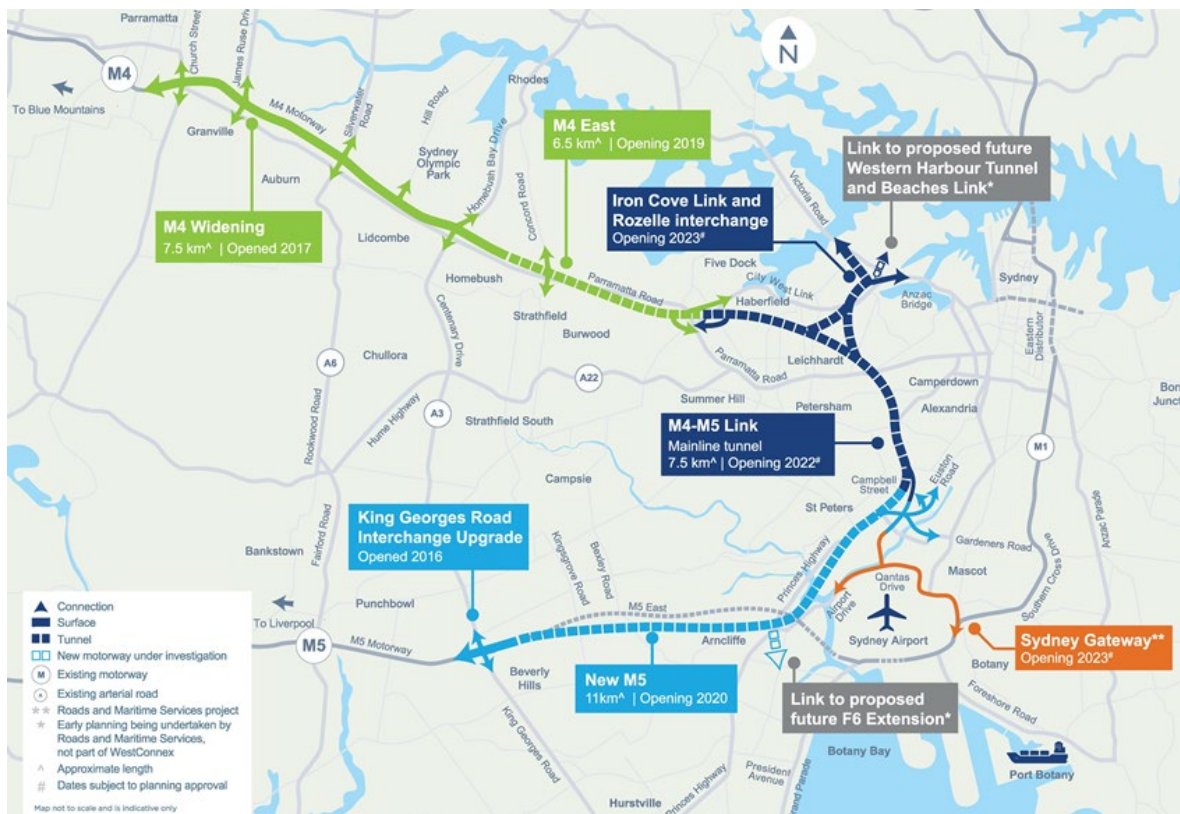 Parramatta
Church Street
James Ruse Drive
M4
To Blue Mountains
M4 Motorway
Granville
Silverwater
Road
Hill Road
Rhodes
N
Sydney
Olympic
Park
Homebush Bay Drive
Auburn
M4 East
6.5 km^ | Opening 2019
Link to proposed future
Western Harbour Tunnel
and Beaches Link*
Victoria Road
Iron Cove Link and
Rozelle interchange
Opening 2023#
M4 Widening
7.5 km^ | Opened 2017
Lidcombe
Concord Road
Homebush
Parramatta Road
Five Dock
City West Link
Haberfield
Anzac
Bridge
Sydney
Eastern
Distributor
Strathfield
Burwood
Centenary Drive
Chullora
A6
A22
Leichhardt
Parramatta Road
Camperdown
Summer Hill
Petersham
Alexandria
Bon
Junct
Rookwood Road
Hume Highway
A3
Strathfield South
M4-M5 Link
Mainline tunnel
7.5 km^ | Opening 2022#
M1
Campsie
Campbell
Street
Euston
Road
St Peters
Anzac Parade
King Georges Road
Interchange Upgrade
Opened 2016
Bankstown
Fairford Road
Kingsgrove Road
Bexley Road
Princes Highway
Gardeners Road
Mascot
Southern Cross Drive
Qantas
Drive
Airport
Drive
Punchbowl
M5 East
To Liverpool
M5
M5 Motorway
Arncliffe
Sydney Airport
Sydney Gateway**
Opening 2023#
Botany
Beverly
Hills
New M5
11km^ | Opening 2020
Link to proposed
future F6 Extension*
Foreshore Road
King Georges Road
Botany Bay
Port Botany
President
Avenue
Princes Highway
rand Parade
Hurstville
Connection
Surface
Tunnel
New motorway under investigation
M Existing motorway
Existing arterial road
** Roads and Maritime Services project
* Early planning being undertaken by
Roads and Maritime Services,
not part of WestConnex
^ Approximate length
# Dates subject to planning approval
Map not to scale and is indicative only